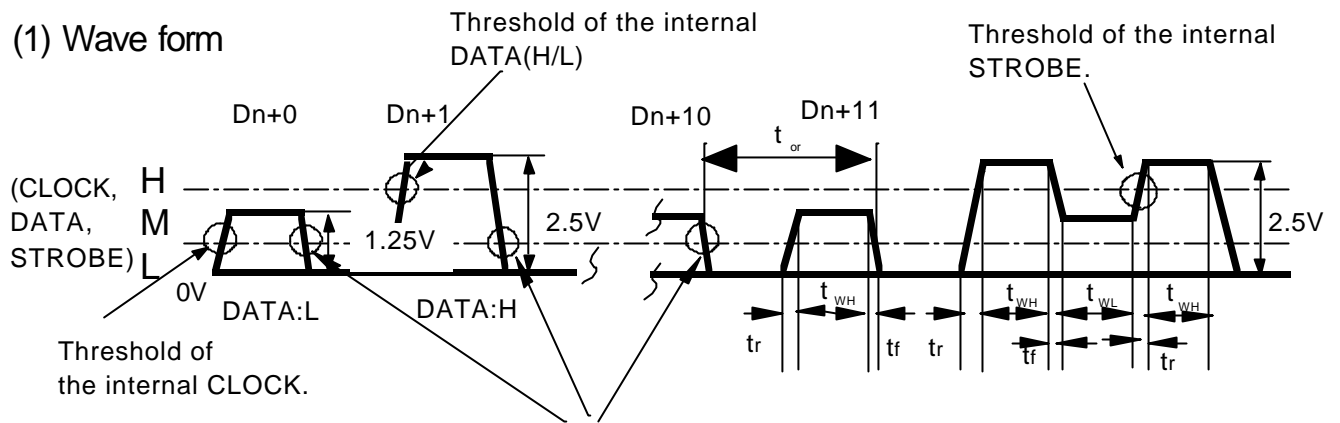 (1) Wave form
Threshold of the internal
DATA(H/L)
Threshold of the internal
STROBE.
Dn+0
Dn+1
Dn+10
Dn+11
t or
(CLOCK,
DATA,
STROBE)
H
M
L
0V
1.25V
2.5V
2.5V
DATA:L
DATA:H
Threshold of
the internal CLOCK.
tr
t WH
tf
tr
t WH
tf
t WL
t WH
tr